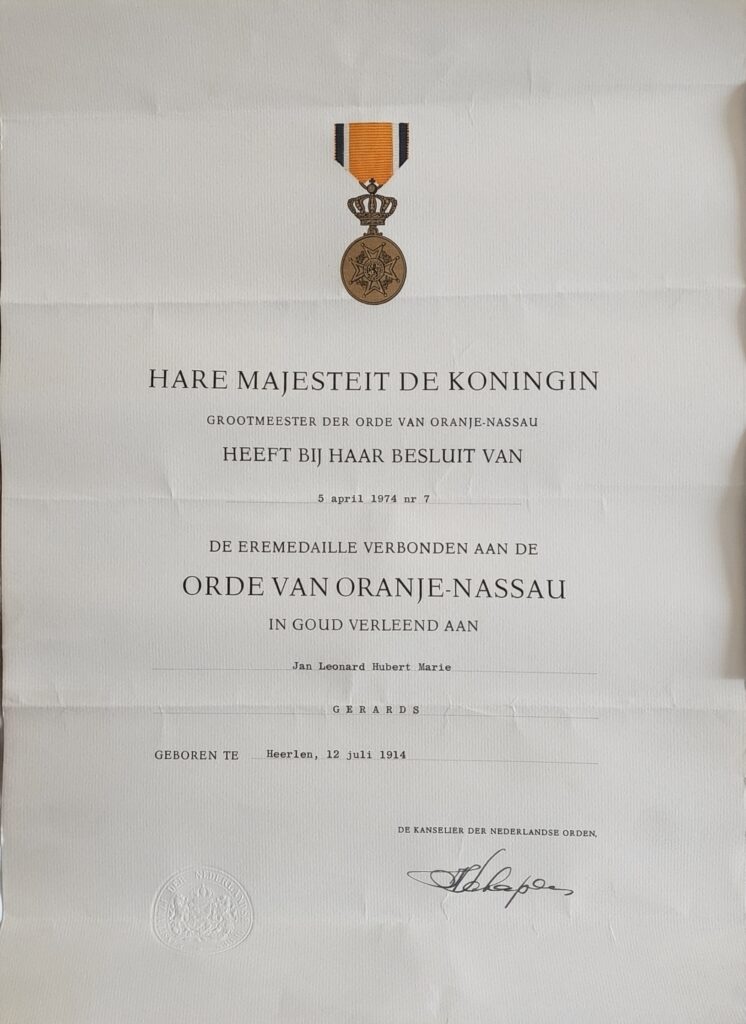 HARE MAJESTEIT DE KONINGIN
GROOTMEESTER DER ORDE VAN ORANJE-NASSAU
HEEFT BIJ HAAR BESLUIT VAN
5 april 1974 nr 7
DE EREMEDAILLE VERBONDEN AAN DE
ORDE VAN ORANJE-NASSAU
IN GOUD VERLEEND AAN
Jan Leonard Hubert Marie
GERARDS
GEBOREN TE Heerlen, 12 juli 1914
DE KANSELIER DER NEDERLANDSE ORDEN,